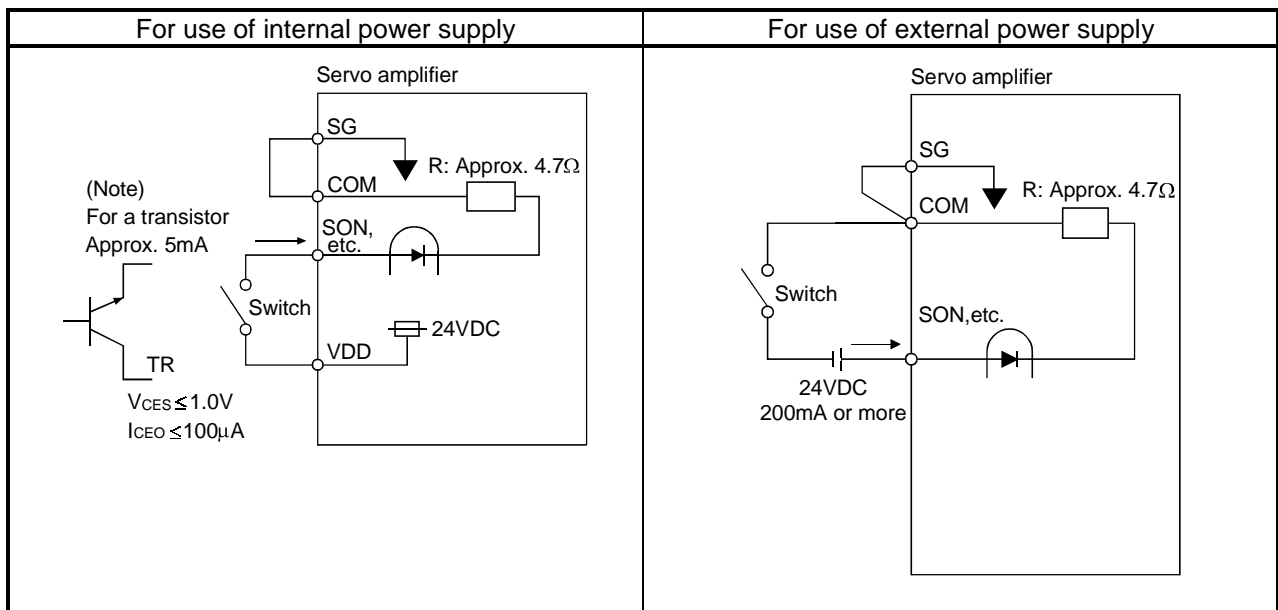 For use of internal power supply
For use of external power supply
Servo amplifier
SG
R: Approx. 4.7Ω
COM
(Note)
For a transistor
Approx. 5mA
SON,
etc.
Switch
24VDC
VDD
TR
VCES≤1.0V
ICEO≤100μA
Servo amplifier
SG
R: Approx. 4.7Ω
COM
Switch
SON,etc.
24VDC
200mA or more